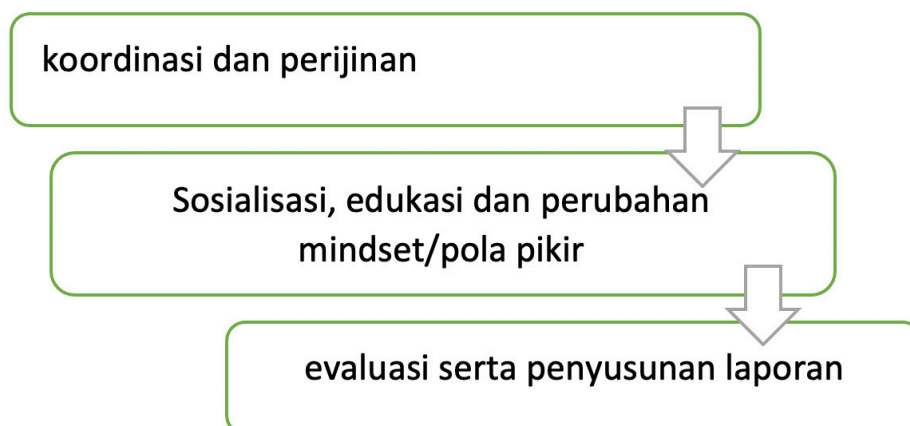 koordinasi dan perijinan
Sosialisasi, edukasi dan perubahan
mindset/pola pikir
evaluasi serta penyusunan laporan